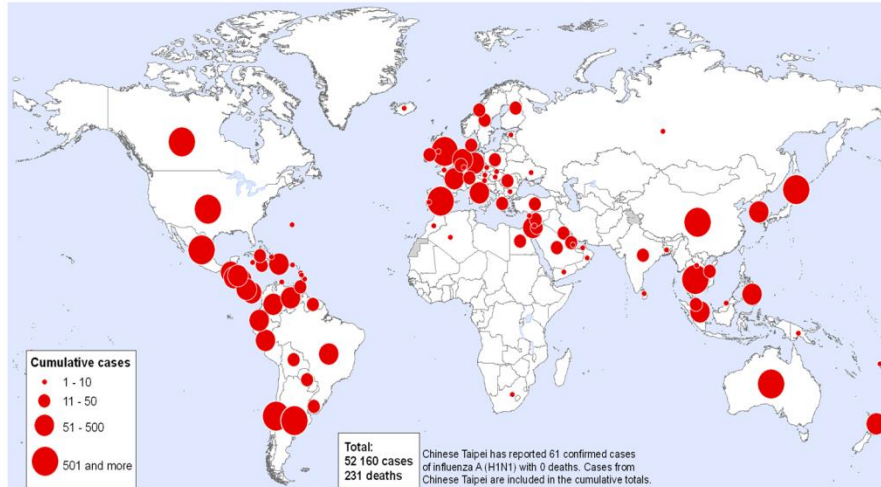 Cumulative cases
1 - 10
11 - 50
51 - 500
501 and more
Total:
52 160 cases
231 deaths
Chinese Taipei has reported 61 confirmed cases
of influenza A (H1N1) with 0 deaths. Cases from
Chinese Taipei are included in the cumulative totals.